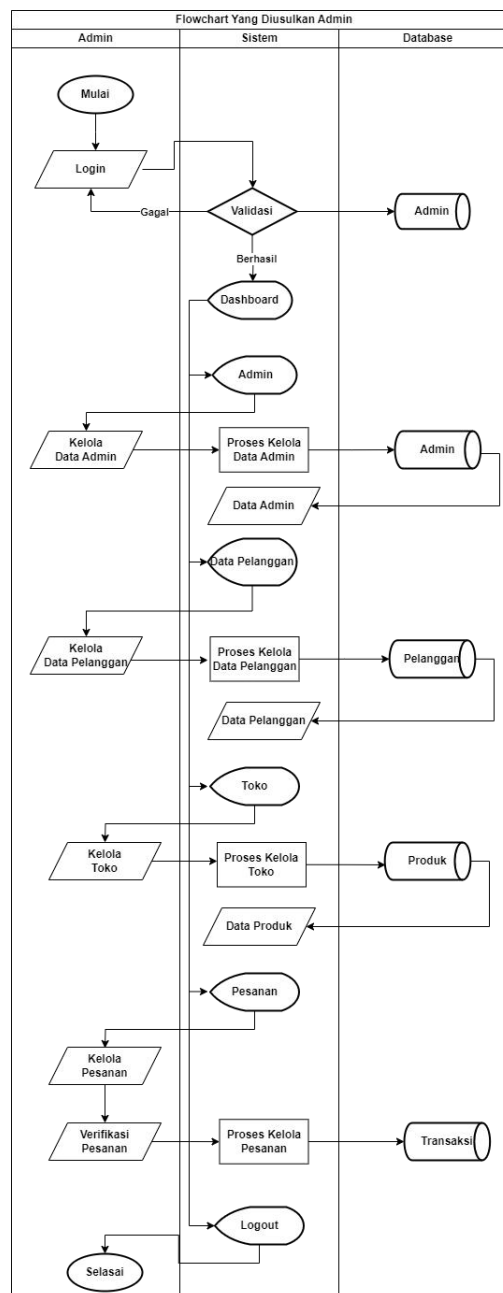 Flowchart Yang Diusulkan Admin
Admin
Sistem
Database
Mulai
Login
Validasi
Gagal
Admin
Berhasil
Dashboard
Admin
Kelola
Data Admin
Proses Kelola
Data Admin
Admin
Data Admin
Data Pelanggan
Kelola
Data Pelanggan
Proses Kelola
Data Pelanggan
Pelanggan
Data Pelanggan
Toko
Kelola
Toko
Proses Kelola
Toko
Produk
Data Produk
Pesanan
Kelola
Pesanan
Verifikasi
Pesanan
Proses Kelola
Pesanan
Transaksi
Logout
Selasai